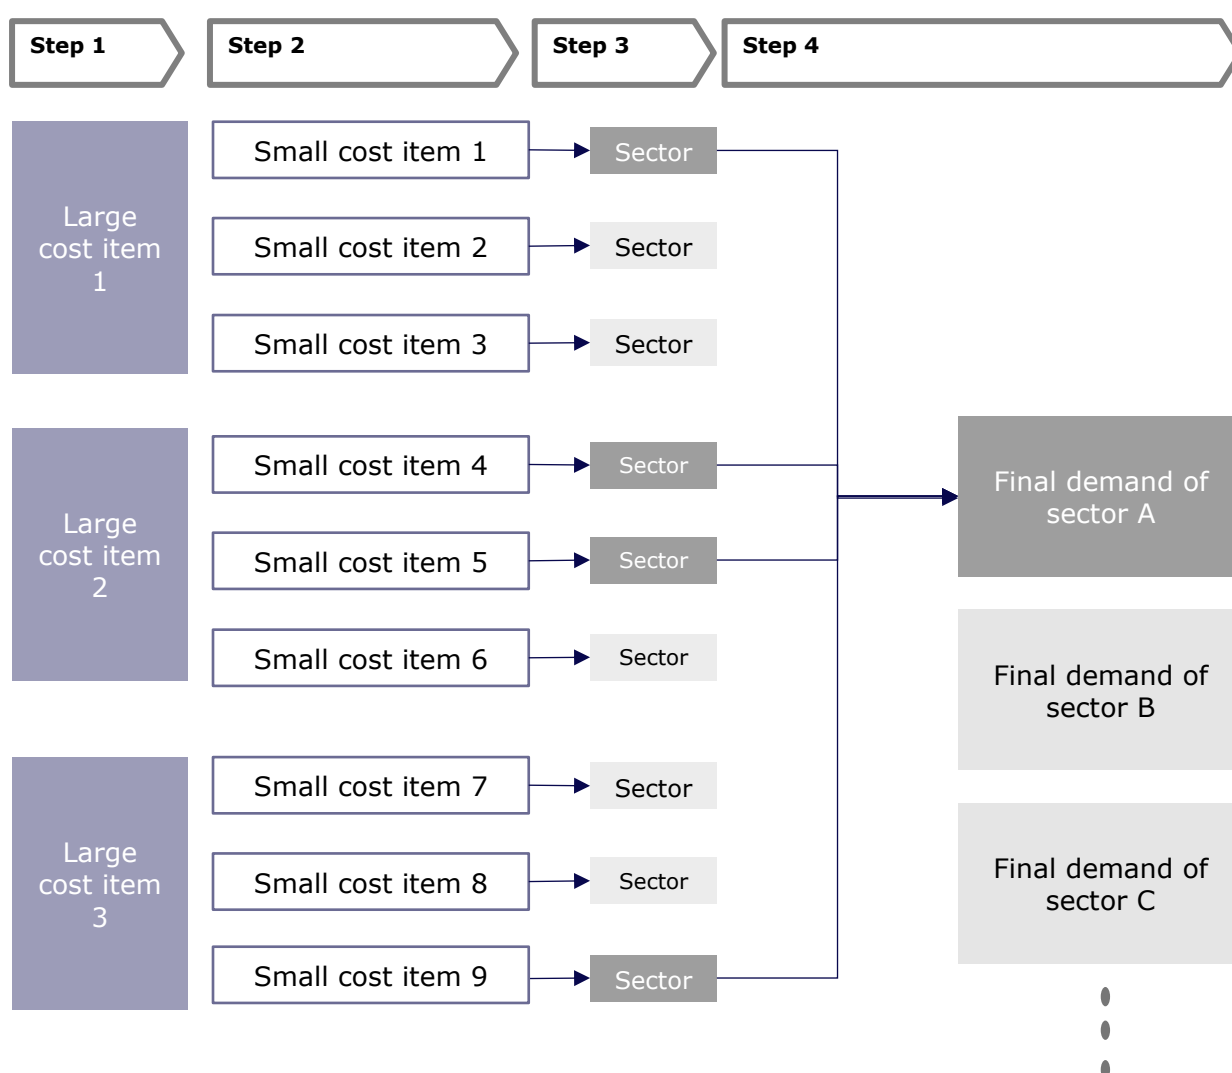 Step 1
Step 2
Step 3
Step 4
Large
cost item
1
Small cost item 1
Sector
Small cost item 2
Sector
Small cost item 3
Sector
Large
cost item
2
Small cost item 4
Sector
Small cost item 5
Sector
Small cost item 6
Sector
Large
cost item
3
Small cost item 7
Sector
Small cost item 8
Sector
Small cost item 9
Sector
Final demand of
sector A
Final demand of
sector B
Final demand of
sector C